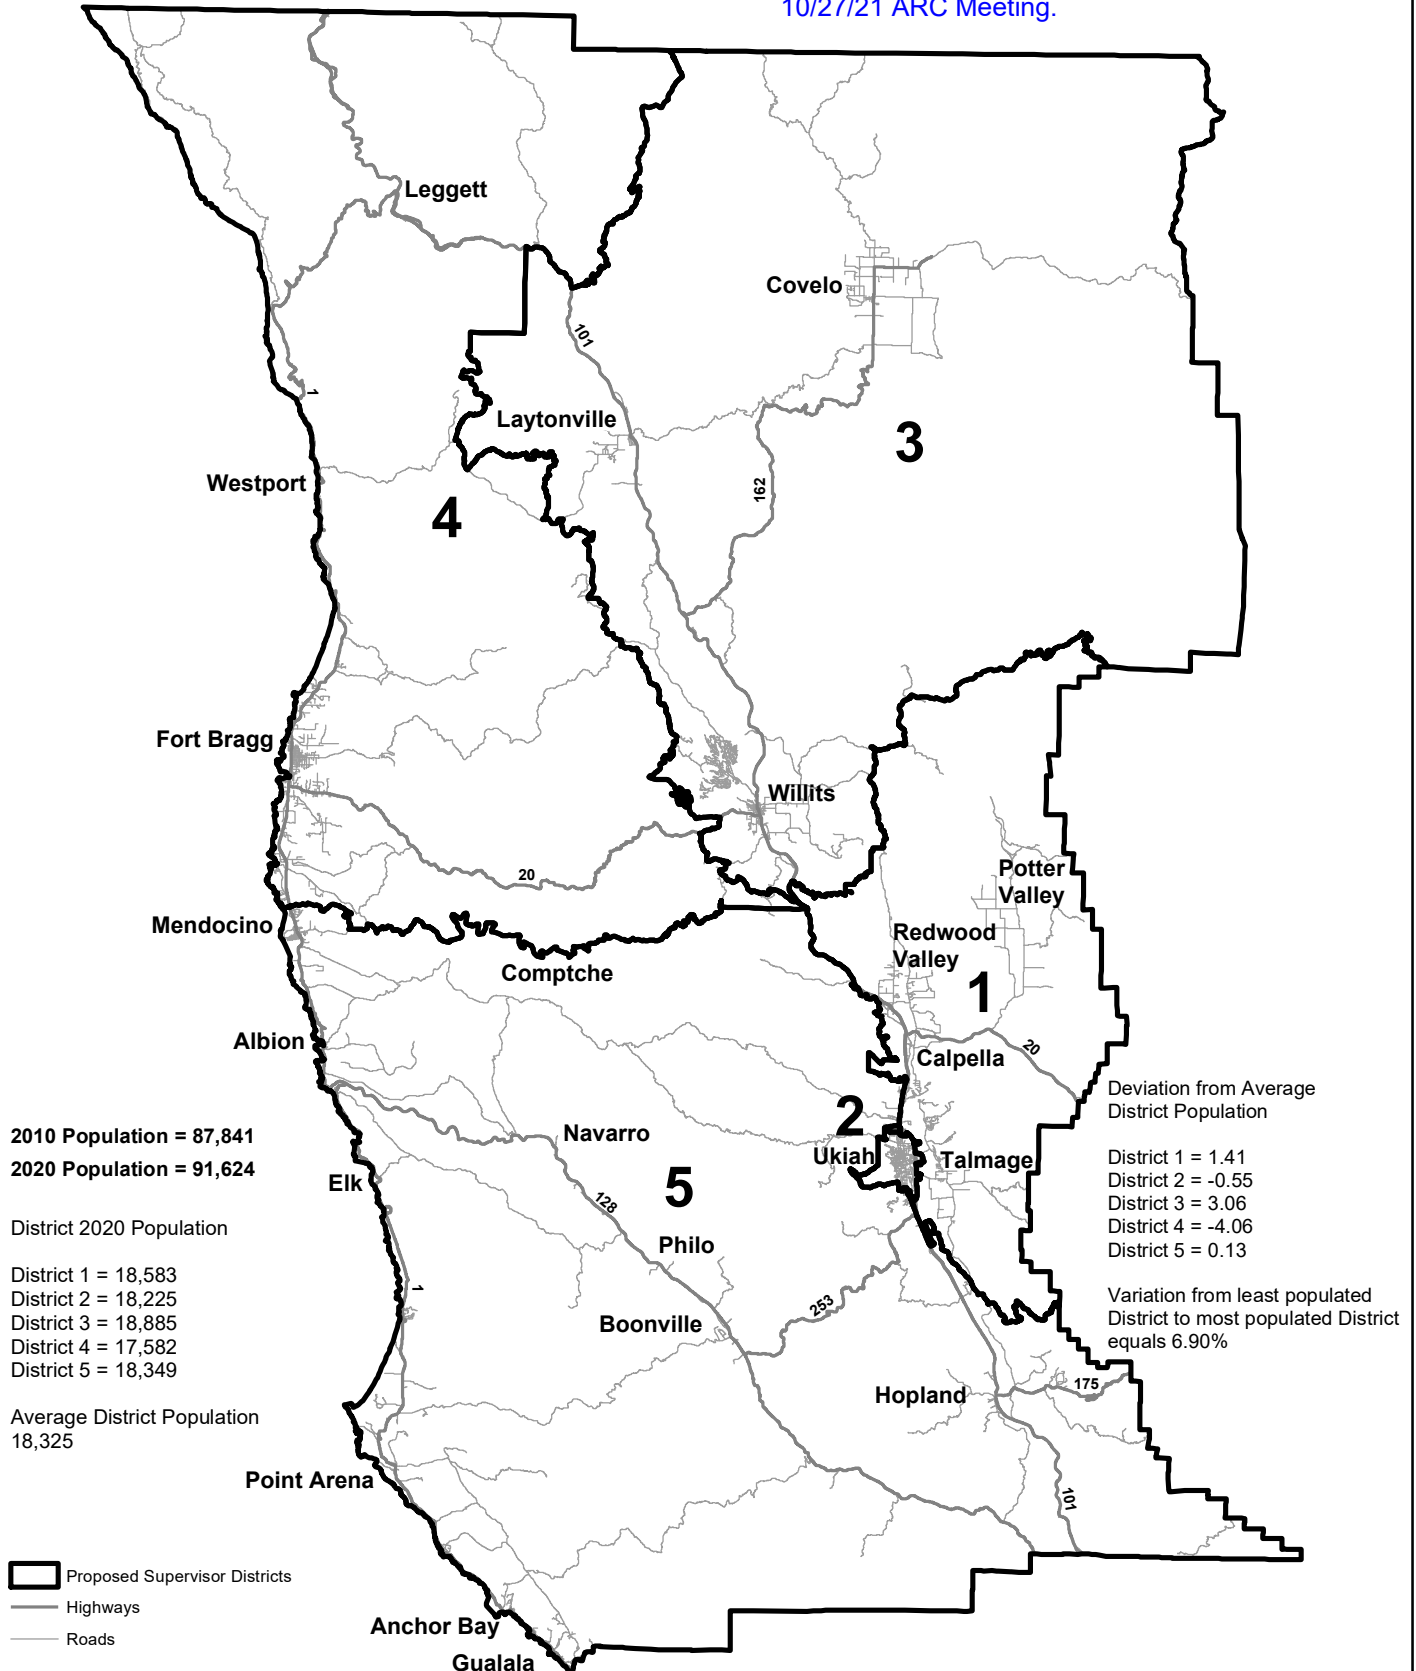 10/27/21 ARC Meeting.
Leggett
Covelo
101
1
Laytonville
3
Westport
162
4
Fort Bragg
Willits
20
Potter
Valley
Mendocino
Redwood
Valley
Comptche
1
Albion
20
Calpella
2
Navarro
Ukiah
Talmage
Elk
5
128
Philo
1
253
Boonville
175
Hopland
Point Arena
101
Anchor Bay
Gualala
2010 Population = 87,841
2020 Population = 91,624
District 2020 Population
District 1 = 18,583
District 2 = 18,225
District 3 = 18,885
District 4 = 17,582
District 5 = 18,349
Average District Population
18,325
Deviation from Average
District Population
District 1 = 1.41
District 2 = -0.55
District 3 = 3.06
District 4 = -4.06
District 5 = 0.13
Variation from least populated
District to most populated District
equals 6.90%
Proposed Supervisor Districts
Highways
Roads